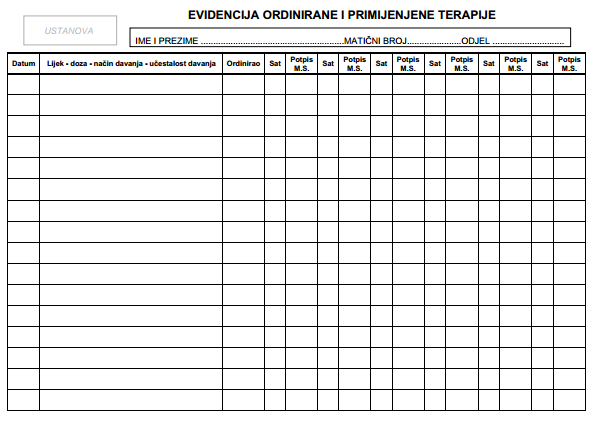 EVIDENCIJA ORDINIRANE I PRIMIJENJENE TERAPIJE
USTANOVA
IME I PREZIME ........................................................MATIČNI BROJ.....................ODJEL ............................
Datum Lijek - doza - način davanja - učestalost davanja Ordinirao Sat Potpis M.S. Sat Potpis M.S. Sat Potpis M.S. Sat Potpis M.S. Sat Potpis M.S. Sat Potpis M.S.